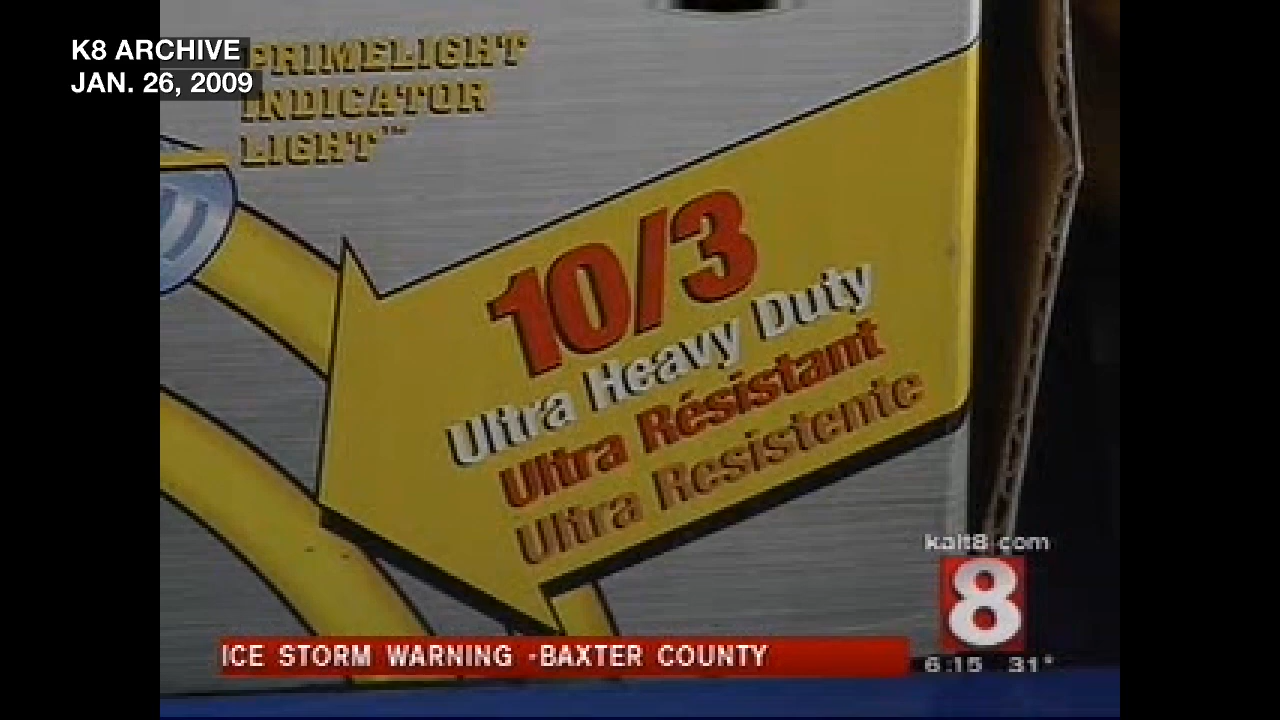 K8 ARCHIVE
JAN. 26, 2009
PRIMELIGHT
INDICATOR
LIGHT™
10/3
Ultra Heavy Duty
Ultra Résistant
Ultra Resistente
kait8.com
8
ICE STORM WARNING -BAXTER COUNTY
6:15 31°